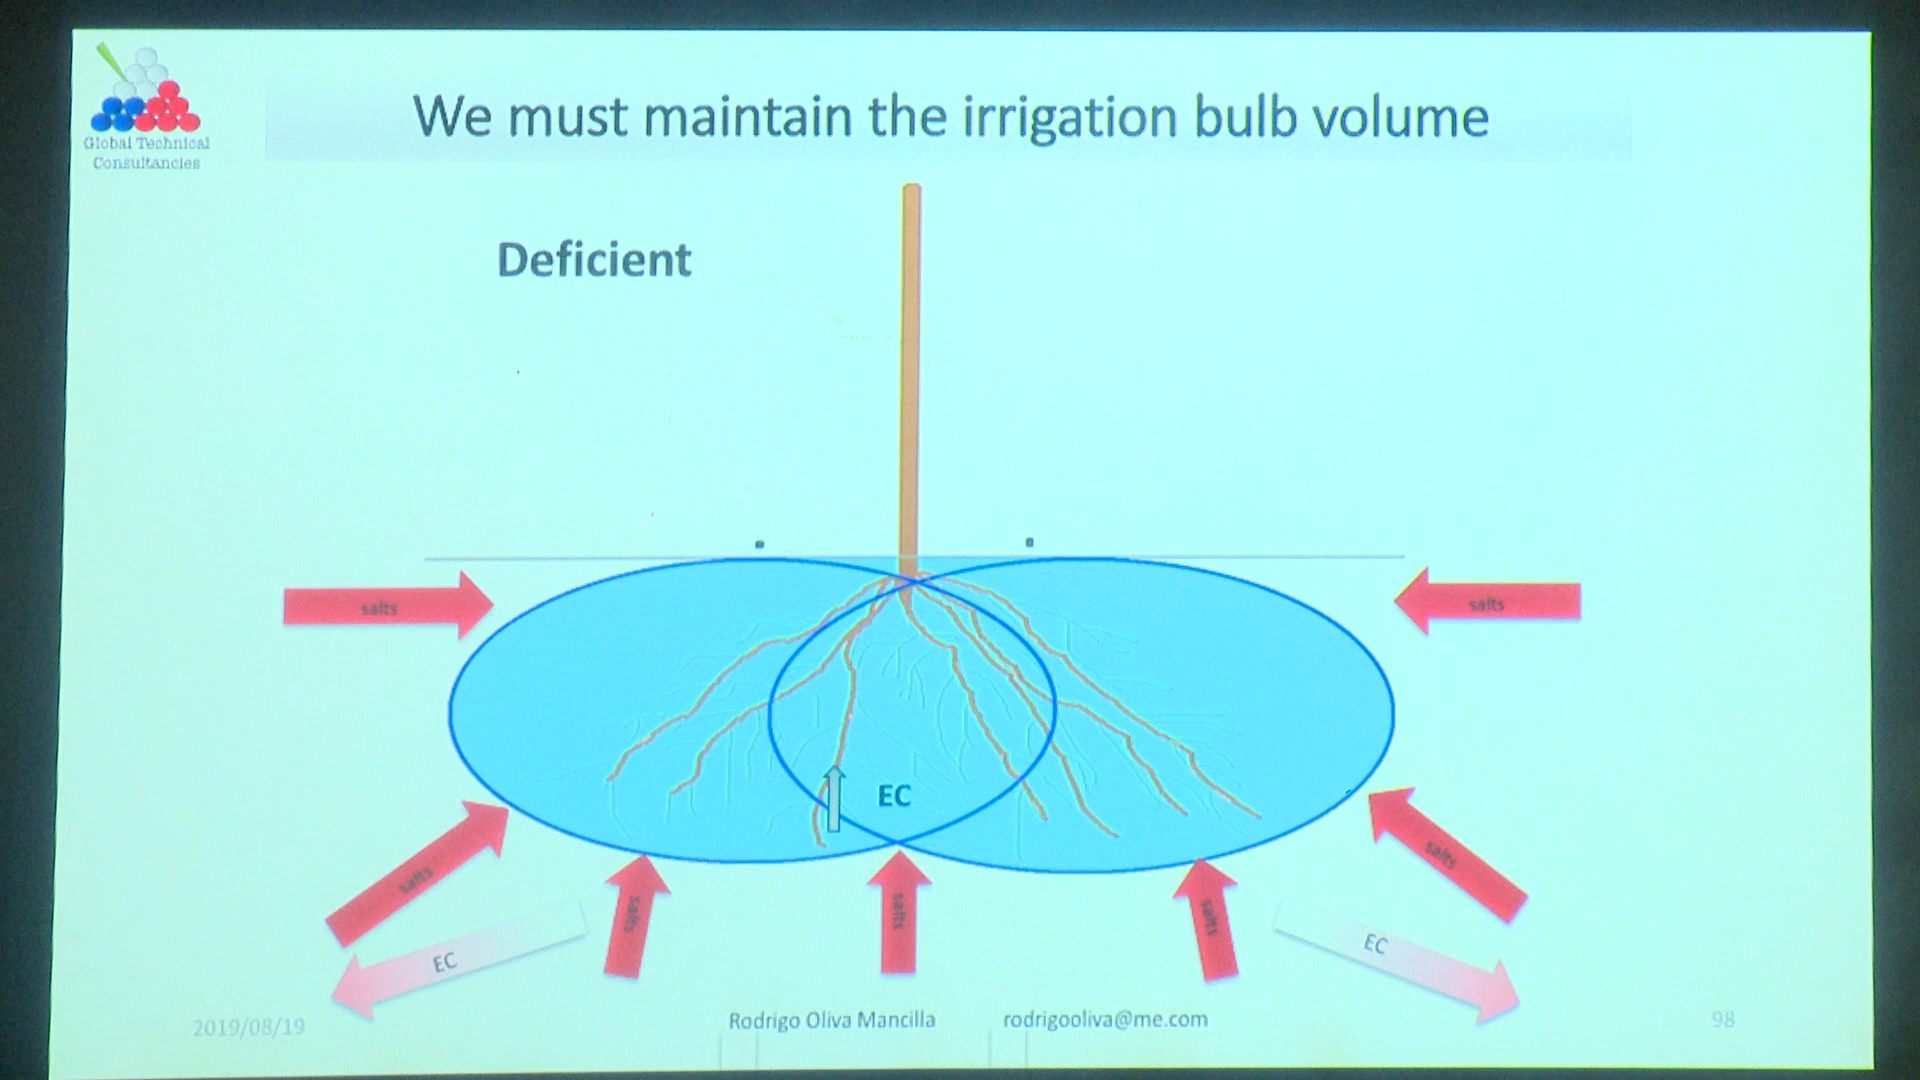 Global Technical
Consultancies
We must maintain the irrigation bulb volume
Deficient
salts
salts
EC
salts
salts
salts
salts
salts
EC
EC
2019/08/19
Rodrigo Oliva Mancilla
rodrigooliva@me.com
98